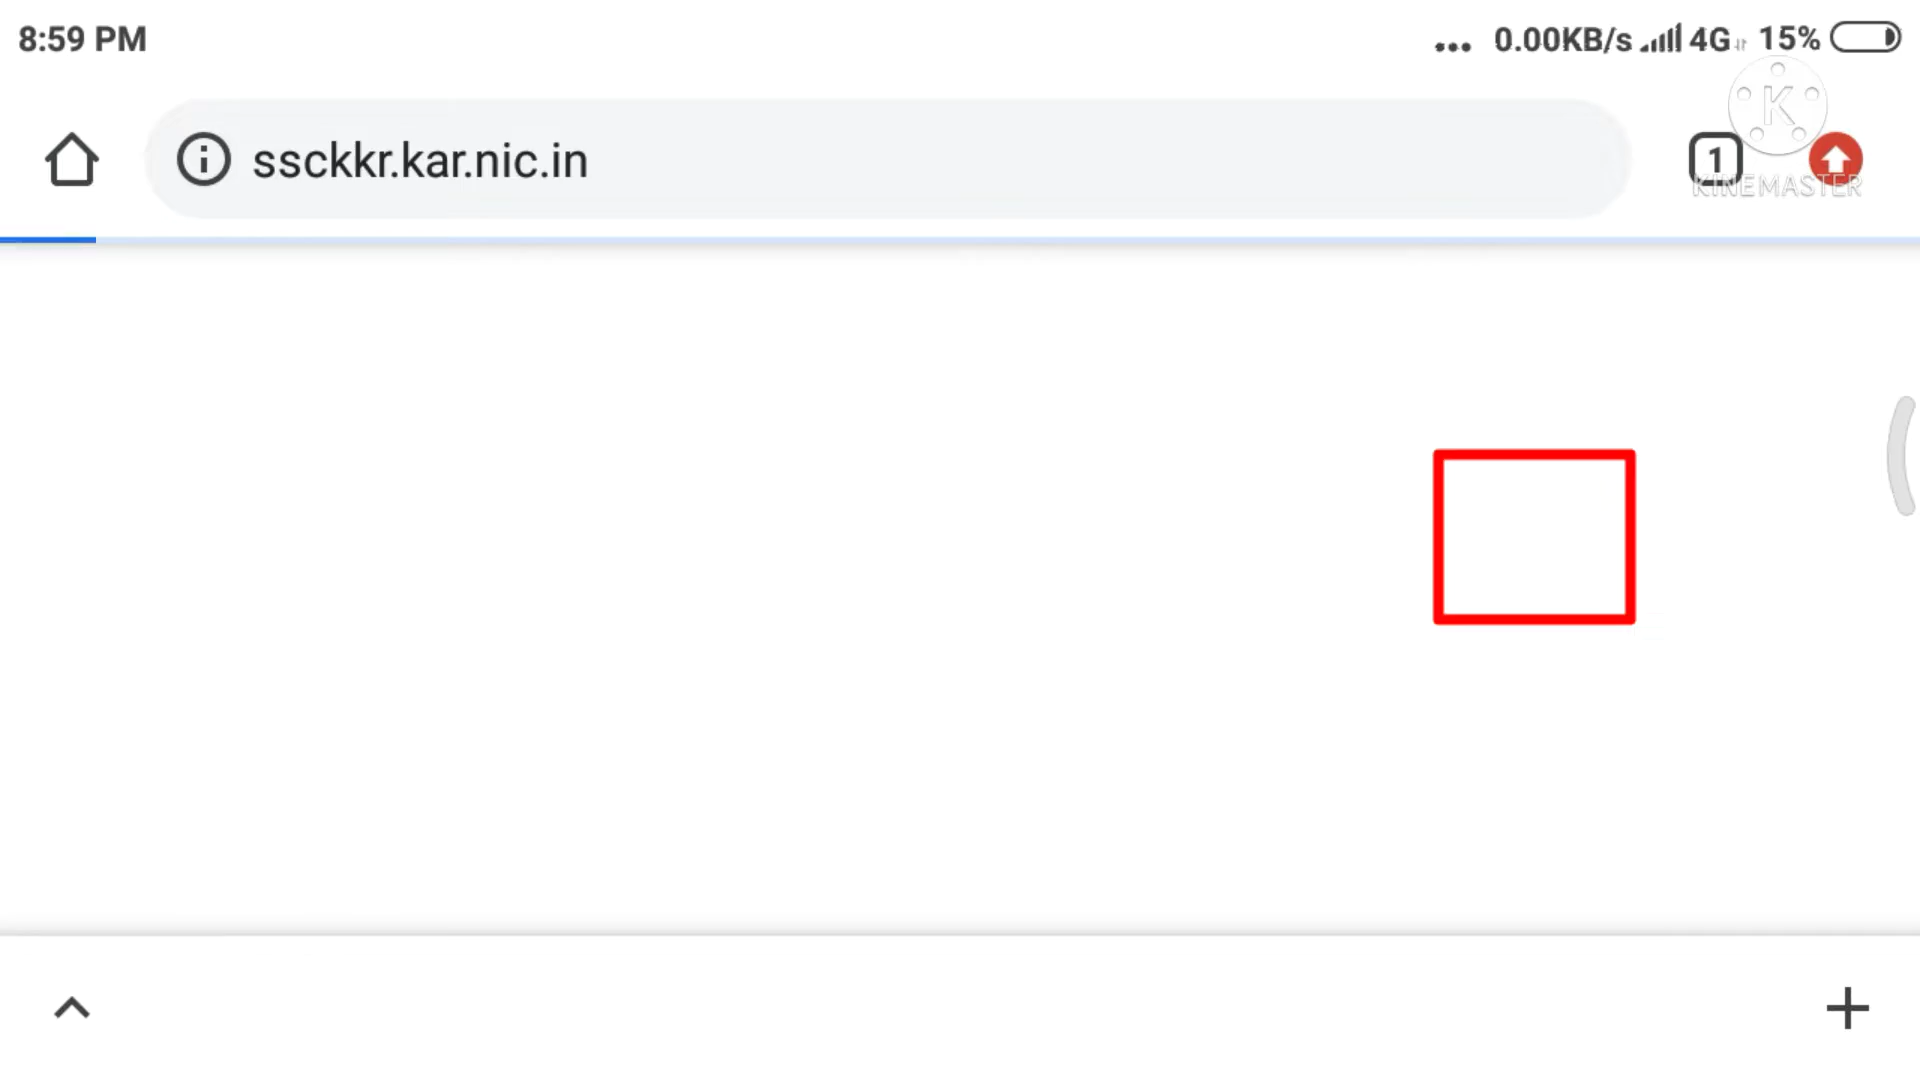 8:59 PM
... 0.00KB/s 4G 15%
ssckkr.kar.nic.in
1
K
KINEMASTER